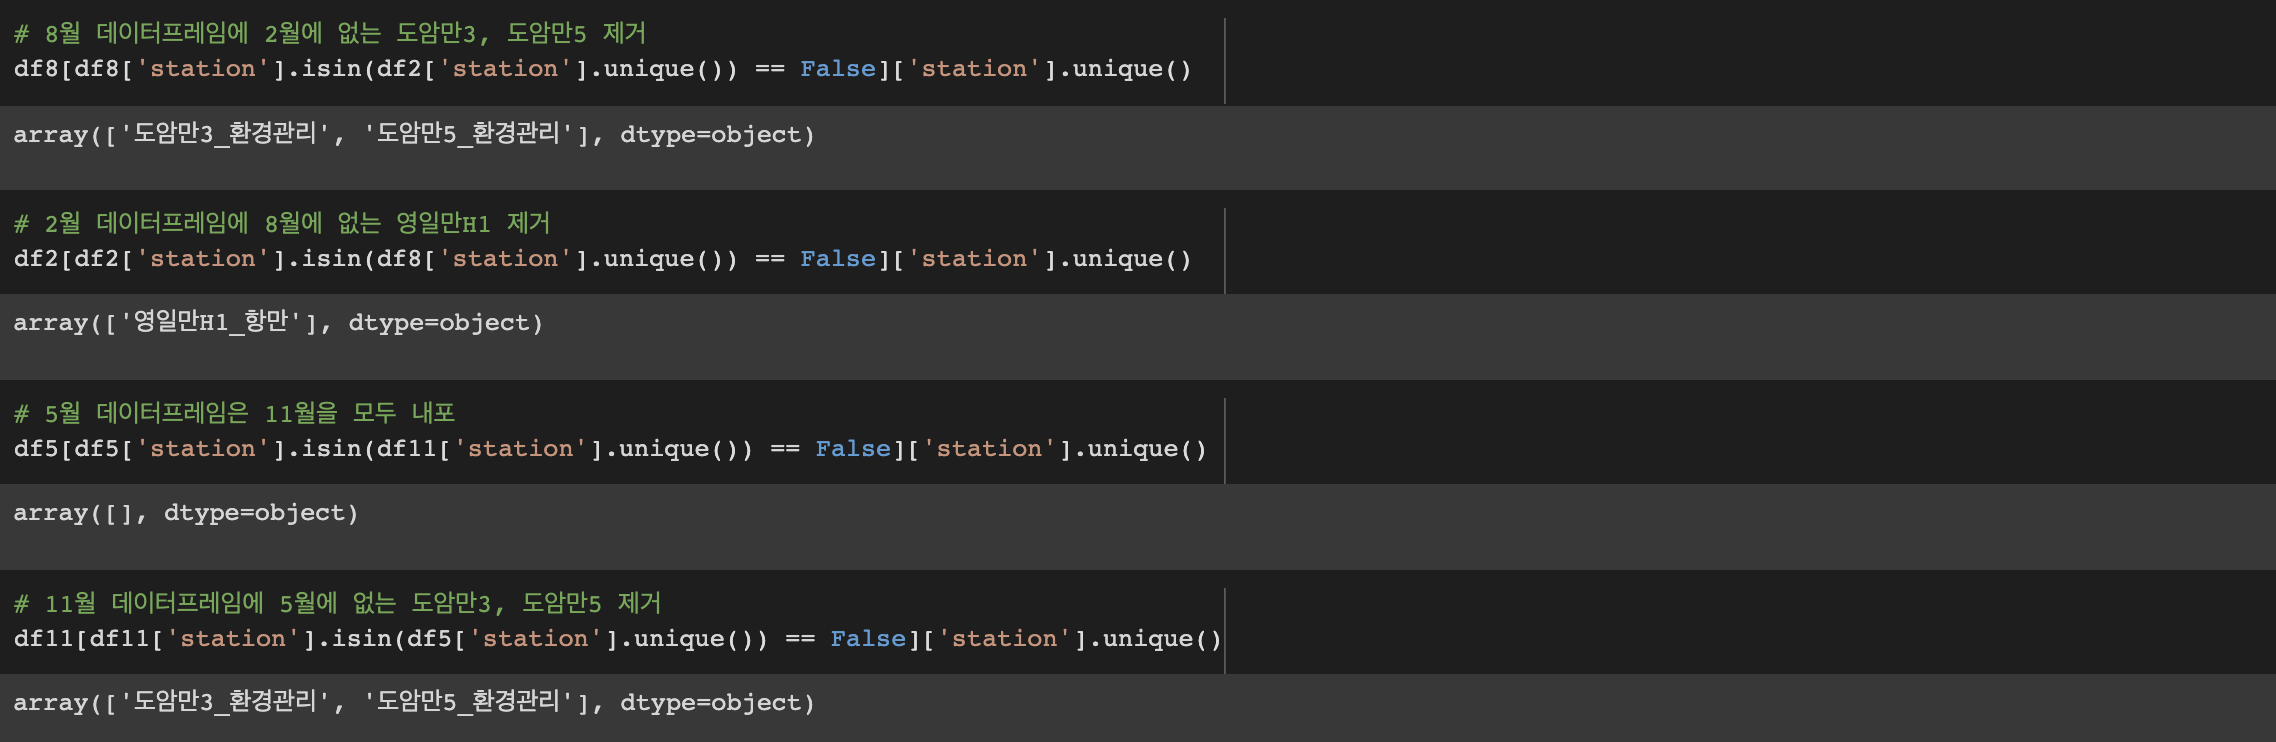 # 8월 데이터프레임에 2월에 없는 도암만3, 도암만5 제거
df8[df8['station'].isin(df2['station'].unique()) == False]['station'].unique()
array(['도암만3_환경관리', '도암만5_환경관리'], dtype=object)
# 2월 데이터프레임에 8월에 없는 영일만H1 제거
df2[df2['station'].isin(df8['station'].unique()) == False]['station'].unique()
array(['영일만H1_항만'], dtype=object)
# 5월 데이터프레임은 11월을 모두 내포
df5[df5['station'].isin(df11['station'].unique()) == False]['station'].unique()
array([], dtype=object)
# 11월 데이터프레임에 5월에 없는 도암만3, 도암만5 제거
df11[df11['station'].isin(df5['station'].unique()) == False]['station'].unique()
array(['도암만3_환경관리', '도암만5_환경관리'], dtype=object)